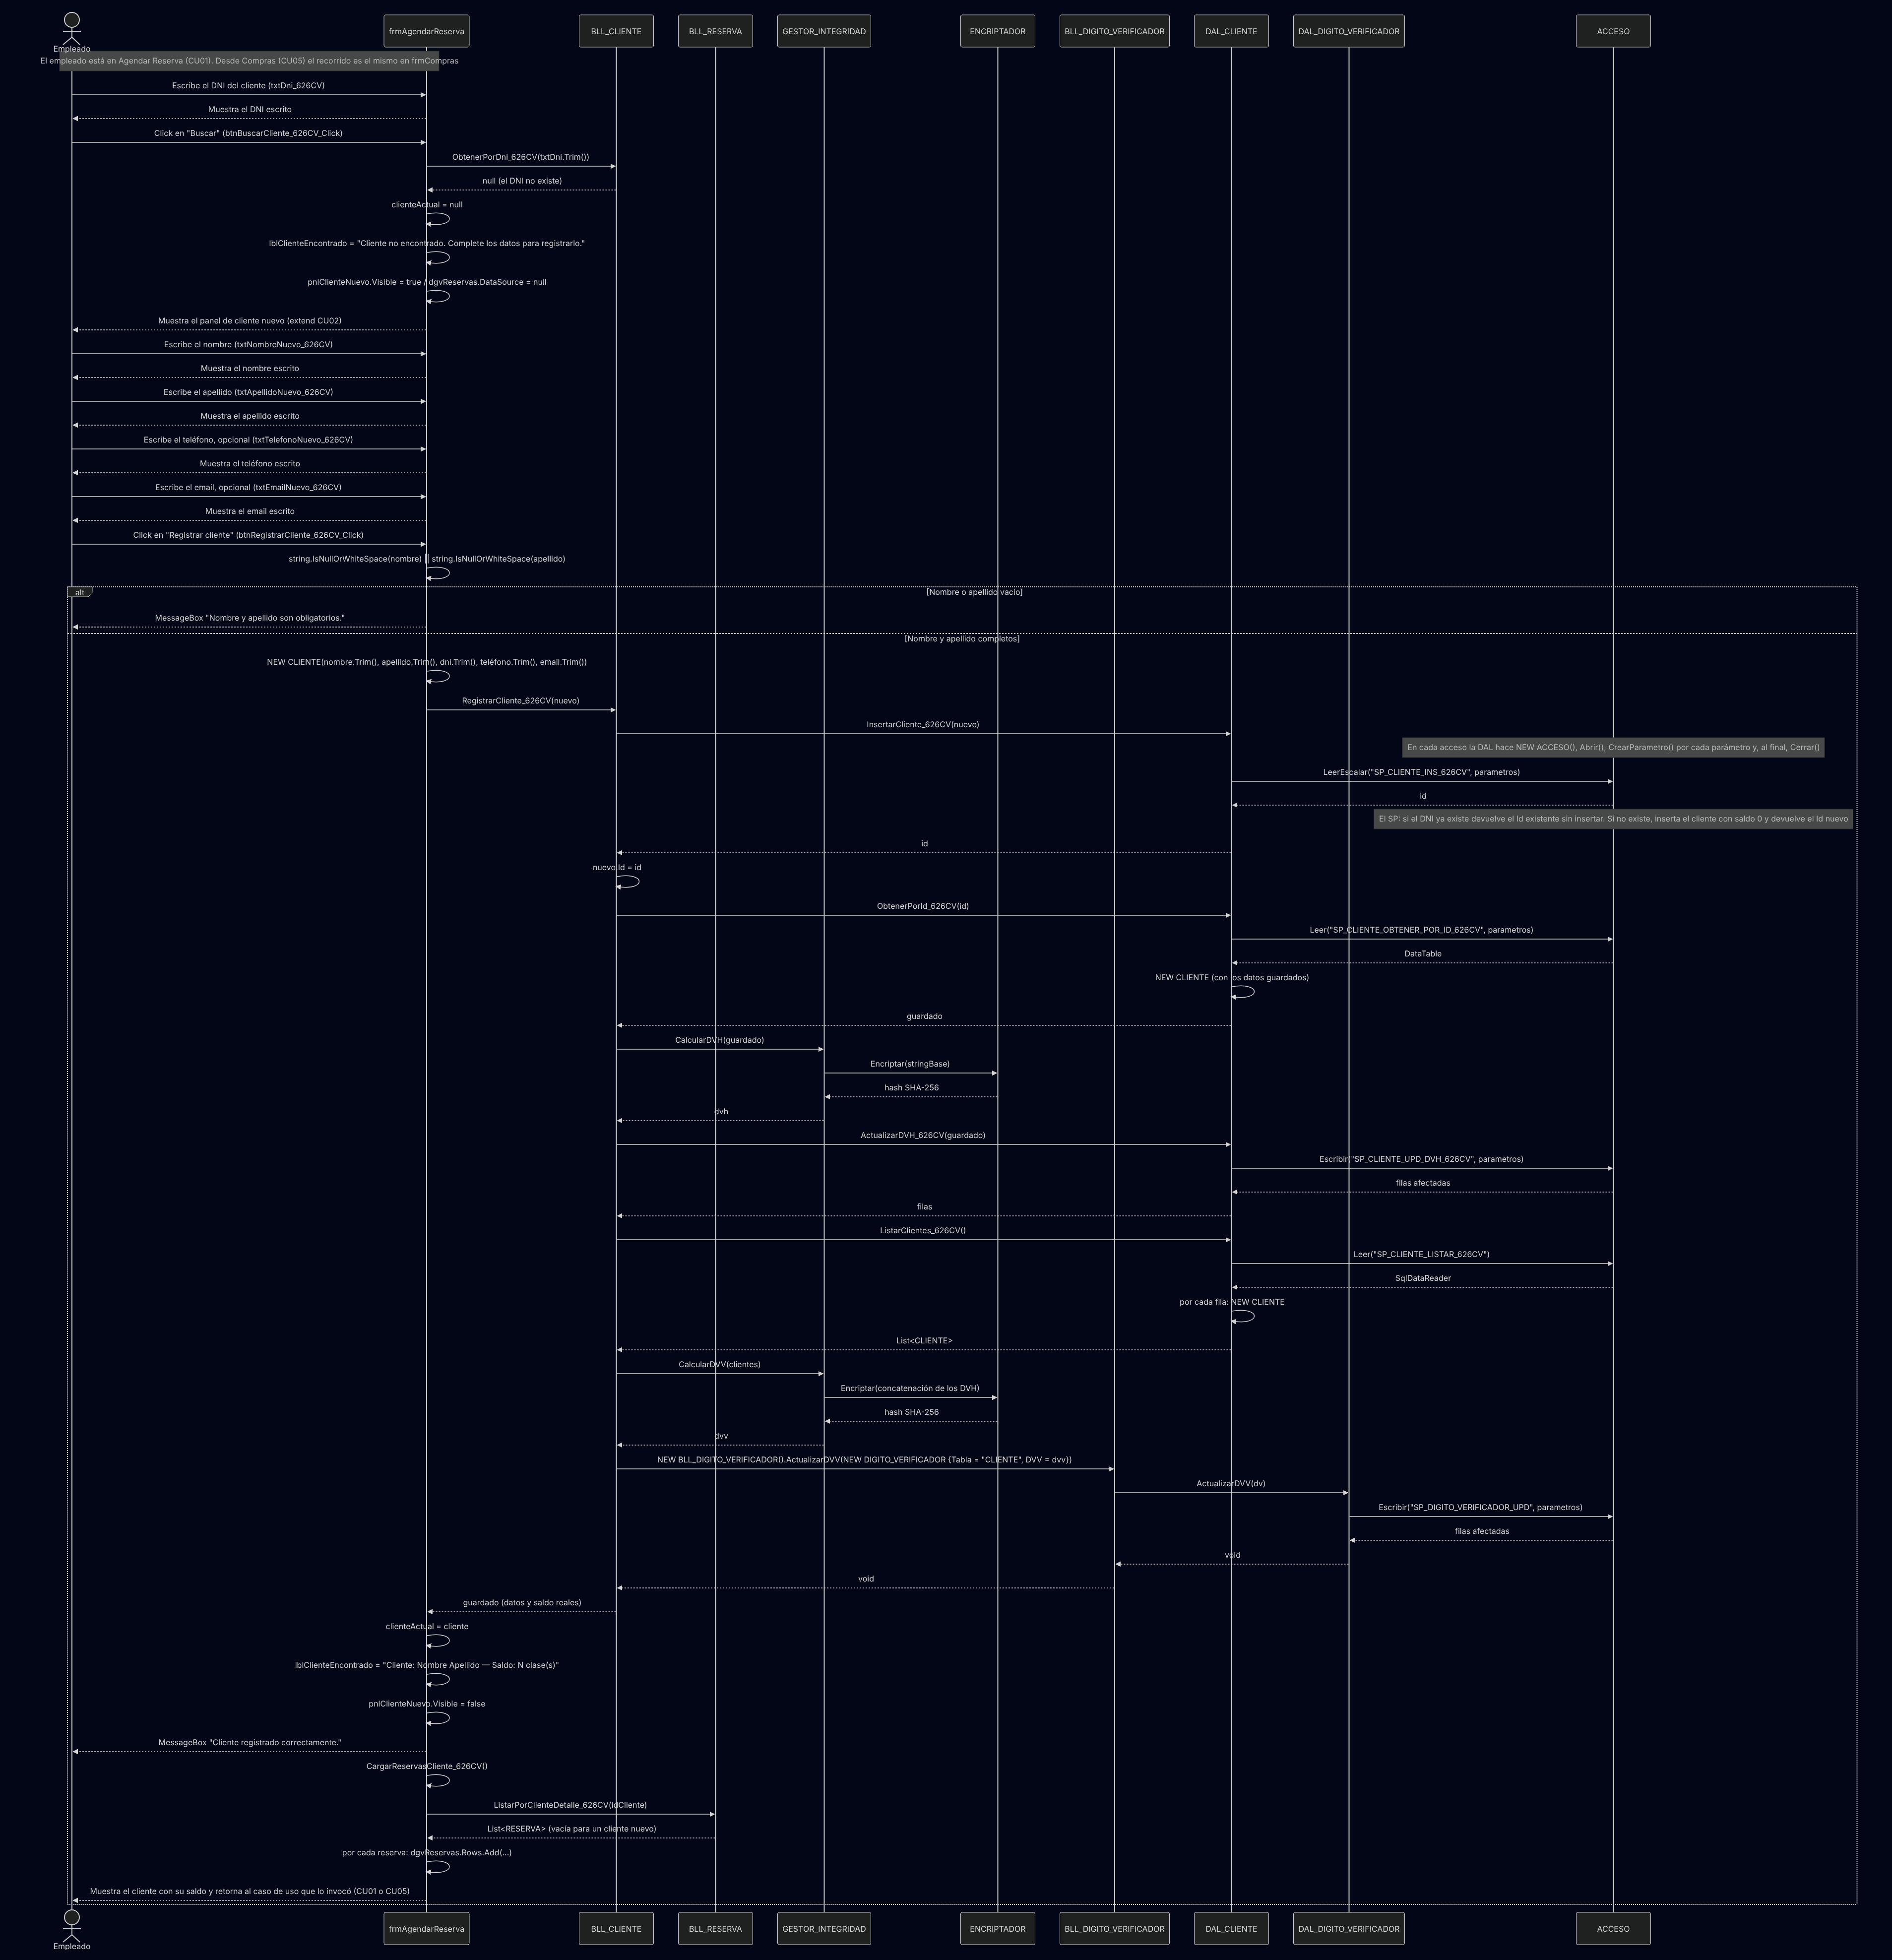 Empleado
frmAgendarReserva
BLL_CLIENTE
BLL_RESERVA
GESTOR_INTEGRIDAD
ENCRIPTADOR
BLL_DIGITO_VERIFICADOR
DAL_CLIENTE
DAL_DIGITO_VERIFICADOR
ACCESO
El empleado está en Agendar Reserva (CU01). Desde Compras (CU05) el recorrido es el mismo en frmCompras
Escribe el DNI del cliente (txtDni_626CV)
Muestra el DNI escrito
Click en "Buscar" (btnBuscarCliente_626CV_Click)
ObtenerPorDni_626CV(txtDni.Trim())
null (el DNI no existe)
clienteActual = null
lblClienteEncontrado = "Cliente no encontrado. Complete los datos para registrarlo."
pnlClienteNuevo.Visible = true / dgvReservas.DataSource = null
Muestra el panel de cliente nuevo (extend CU02)
Escribe el nombre (txtNombreNuevo_626CV)
Muestra el nombre escrito
Escribe el apellido (txtApellidoNuevo_626CV)
Muestra el apellido escrito
Escribe el teléfono, opcional (txtTelefonoNuevo_626CV)
Muestra el teléfono escrito
Escribe el email, opcional (txtEmailNuevo_626CV)
Muestra el email escrito
Click en "Registrar cliente" (btnRegistrarCliente_626CV_Click)
string.IsNullOrWhiteSpace(nombre) || string.IsNullOrWhiteSpace(apellido)
alt
[Nombre o apellido vacío]
MessageBox "Nombre y apellido son obligatorios."
[Nombre y apellido completos]
NEW CLIENTE(nombre.Trim(), apellido.Trim(), dni.Trim(), teléfono.Trim(), email.Trim())
RegistrarCliente_626CV(nuevo)
InsertarCliente_626CV(nuevo)
En cada acceso la DAL hace NEW ACCESO(), Abrir(), CrearParametro() por cada parámetro y, al final, Cerrar()
LeerEscalar("SP_CLIENTE_INS_626CV", parametros)
id
El SP: si el DNI ya existe devuelve el Id existente sin insertar. Si no existe, inserta el cliente con saldo 0 y devuelve el Id nuevo
id
nuevo.Id = id
ObtenerPorId_626CV(id)
Leer("SP_CLIENTE_OBTENER_POR_ID_626CV", parametros)
DataTable
NEW CLIENTE (con los datos guardados)
guardado
CalcularDVH(guardado)
Encriptar(stringBase)
hash SHA-256
dvh
ActualizarDVH_626CV(guardado)
Escribir("SP_CLIENTE_UPD_DVH_626CV", parametros)
filas afectadas
filas
ListarClientes_626CV()
Leer("SP_CLIENTE_LISTAR_626CV")
SqlDataReader
por cada fila: NEW CLIENTE
List<CLIENTE>
CalcularDVV(clientes)
Encriptar(concatenación de los DVH)
hash SHA-256
dvv
NEW BLL_DIGITO_VERIFICADOR().ActualizarDVV(NEW DIGITO_VERIFICADOR {Tabla = "CLIENTE", DVV = dvv})
ActualizarDVV(dv)
Escribir("SP_DIGITO_VERIFICADOR_UPD", parametros)
filas afectadas
void
void
guardado (datos y saldo reales)
clienteActual = cliente
lblClienteEncontrado = "Cliente: Nombre Apellido — Saldo: N clase(s)"
pnlClienteNuevo.Visible = false
MessageBox "Cliente registrado correctamente."
CargarReservasCliente_626CV()
ListarPorClienteDetalle_626CV(idCliente)
List<RESERVA> (vacía para un cliente nuevo)
por cada reserva: dgvReservas.Rows.Add(...)
Muestra el cliente con su saldo y retorna al caso de uso que lo invocó (CU01 o CU05)
Empleado
frmAgendarReserva
BLL_CLIENTE
BLL_RESERVA
GESTOR_INTEGRIDAD
ENCRIPTADOR
BLL_DIGITO_VERIFICADOR
DAL_CLIENTE
DAL_DIGITO_VERIFICADOR
ACCESO